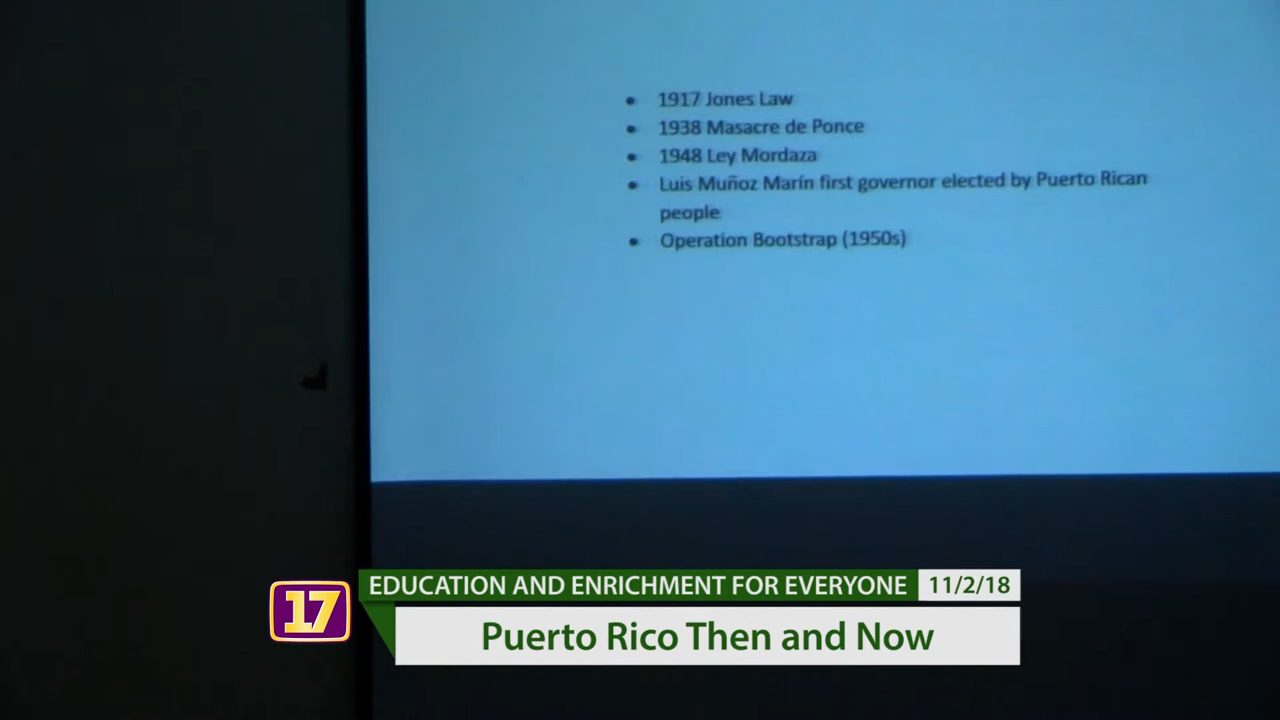 • 1917 Jones Law
• 1938 Masacre de Ponce
• 1948 Ley Mordaza
• Luis Muñoz Marín first governor elected by Puerto Rican
people
• Operation Bootstrap (1950s)
EDUCATION AND ENRICHMENT FOR EVERYONE 11/2/18
17
Puerto Rico Then and Now